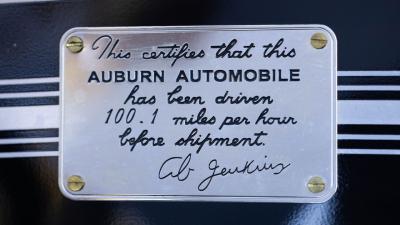 This certifies that this
AUBURN AUTOMOBILE
has been driven
100.1 miles per hour
before shipment.
Ab Jenkins